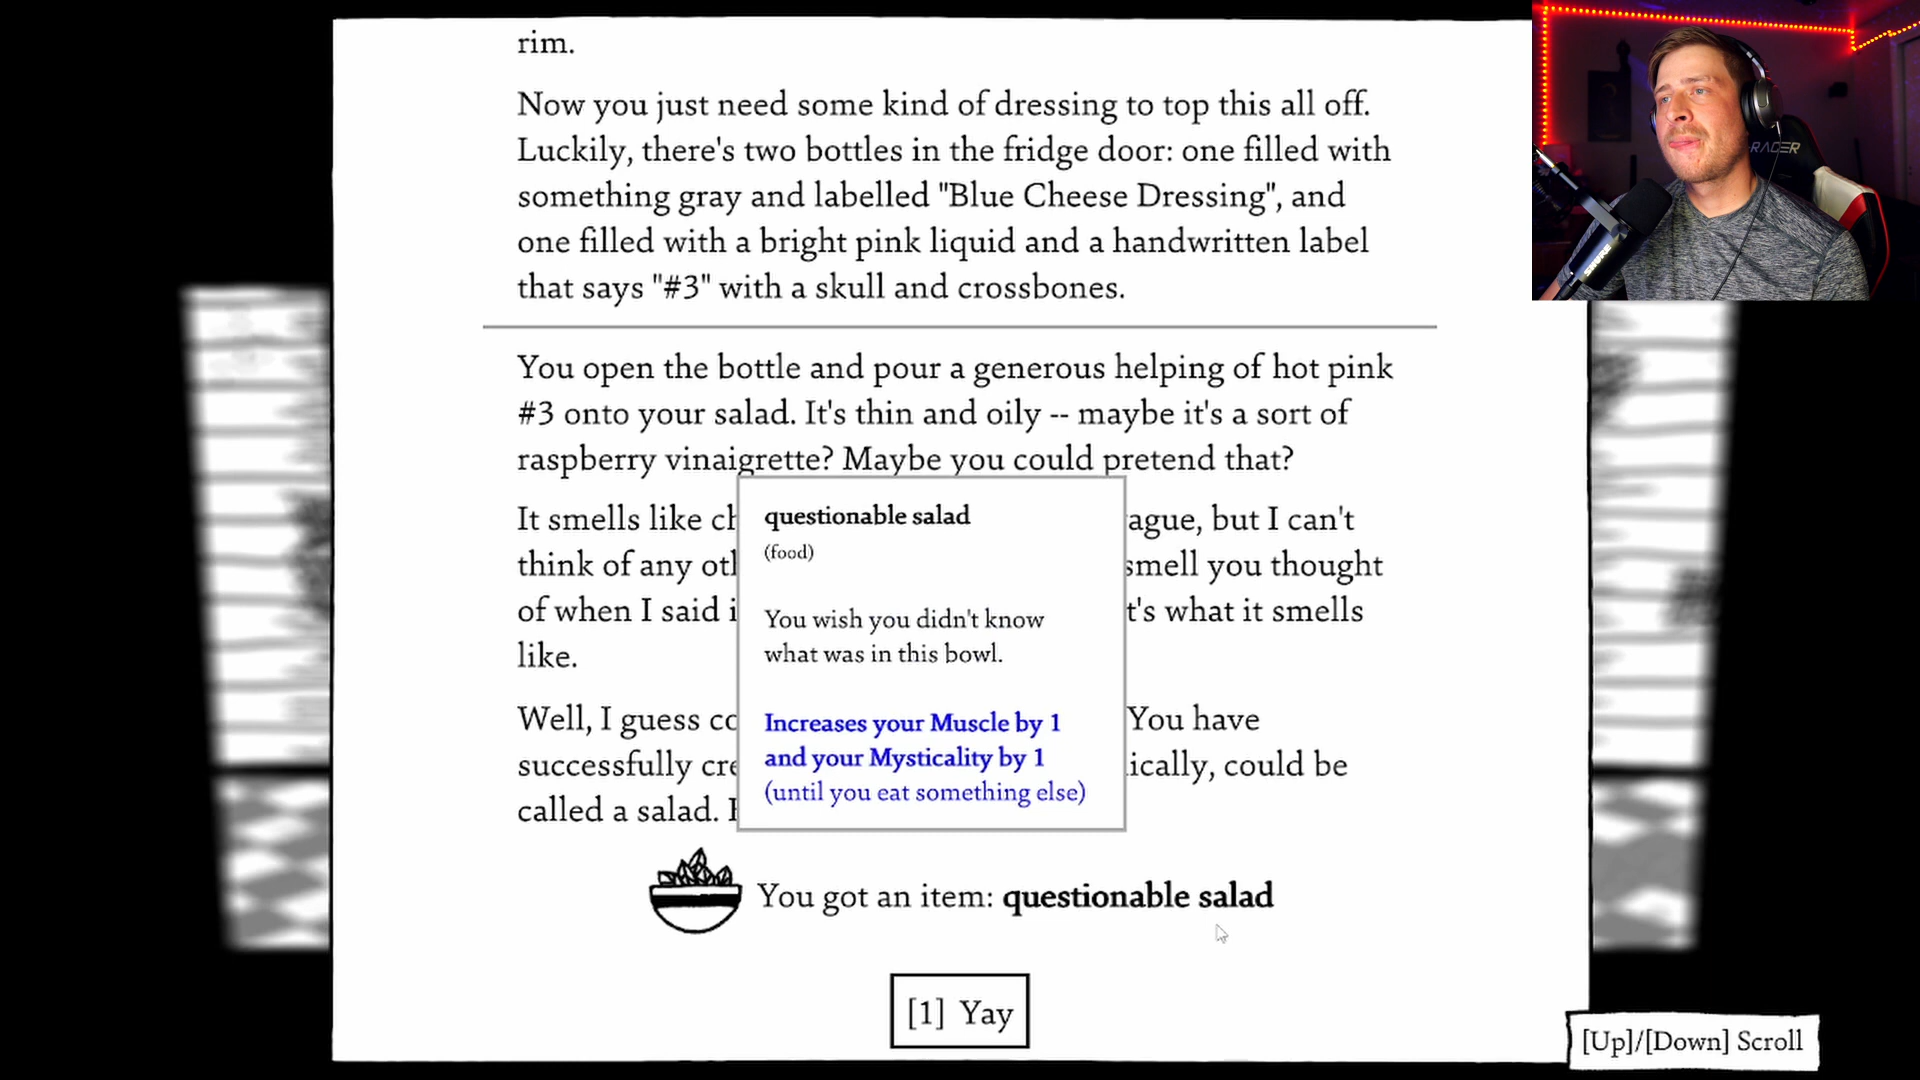 rim.
Now you just need some kind of dressing to top this all off.
Luckily, there's two bottles in the fridge door: one filled with
something gray and labelled "Blue Cheese Dressing", and
one filled with a bright pink liquid and a handwritten label
that says "#3" with a skull and crossbones.
You open the bottle and pour a generous helping of hot pink
#3 onto your salad. It's thin and oily -- maybe it's a sort of
raspberry vinaigrette? Maybe you could pretend that?
It smells like ague, but I can't
think of any smell you thought
of when I said t's what it smells
like.
Well, I guess You have
successfully ically, could be
called a salad.
questionable salad
(food)
You wish you didn't know
what was in this bowl.
Increases your Muscle by 1
and your Mysticality by 1
(until you eat something else)
You got an item: questionable salad
[1] Yay
[Up]/[Down] Scroll
RACER